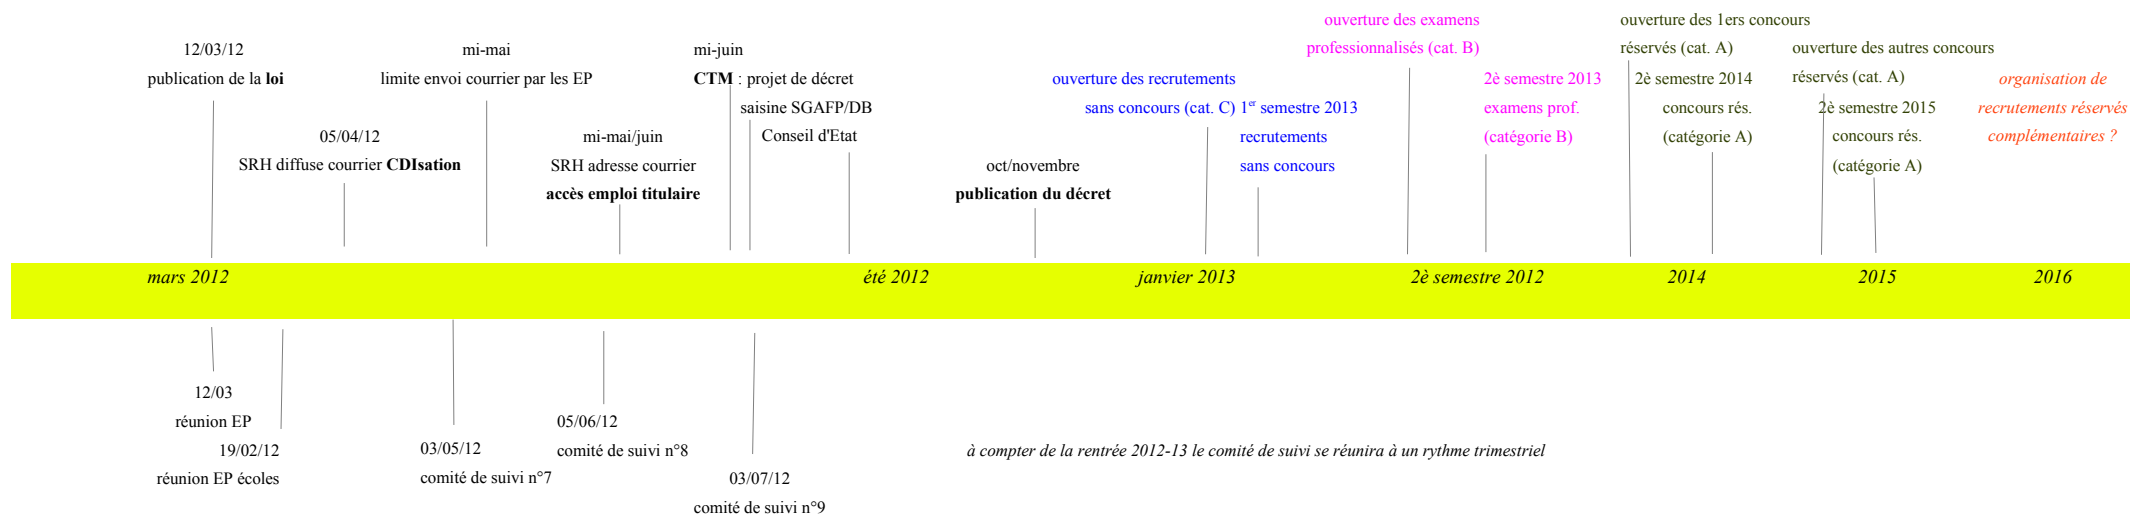 12/03/12
publication de la loi
05/04/12
SRH diffuse courrier CDIsation
mi-mai
limite envoi courrier par les EP
mi-mai/juin
SRH adresse courrier
accès emploi titulaire
mi-juin
CTM : projet de décret
saisine SGAFP/DB
Conseil d'Etat
oct/novembre
publication du décret
ouverture des recrutements
sans concours (cat. C)
1er semestre 2013
recrutements
sans concours
ouverture des examens
professionnalisés (cat. B)
2è semestre 2013
examens prof.
(catégorie B)
ouverture des 1ers concours
réservés (cat. A)
2è semestre 2014
concours rés.
(catégorie A)
ouverture des autres concours
réservés (cat. A)
2è semestre 2015
concours rés.
(catégorie A)
organisation de
recrutements réservés
complémentaires ?
mars 2012
été 2012
janvier 2013
2è semestre 2012
2014
2015
2016
12/03
réunion EP
19/02/12
réunion EP écoles
03/05/12
comité de suivi n°7
05/06/12
comité de suivi n°8
03/07/12
comité de suivi n°9
à compter de la rentrée 2012-13 le comité de suivi se réunira à un rythme trimestriel